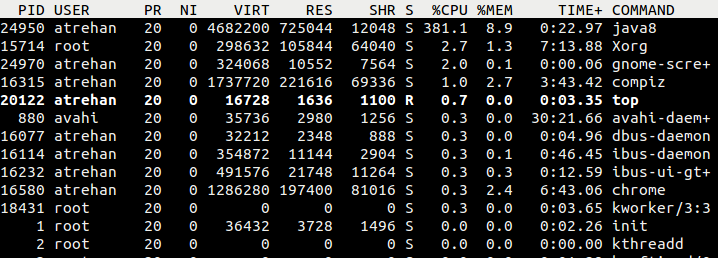 PID USER PR NI VIRT RES SHR S %CPU %MEM TIME+ COMMAND
24950 atrehan 20 0 4682200 725044 12048 S 381.1 8.9 0:22.97 java8
15714 root 20 0 298632 105844 64040 S 2.7 1.3 7:13.88 Xorg
24970 atrehan 20 0 324068 10552 7564 S 2.0 0.1 0:00.06 gnome-scre+
16315 atrehan 20 0 1737720 221616 69336 S 1.0 2.7 3:43.42 compiz
20122 atrehan 20 0 16728 1636 1100 R 0.7 0.0 0:03.35 top
880 avahi 20 0 35736 2980 1256 S 0.3 0.0 30:21.66 avahi-daem+
16077 atrehan 20 0 32212 2348 888 S 0.3 0.0 0:04.96 dbus-daemon
16114 atrehan 20 0 354872 11144 2904 S 0.3 0.1 0:46.45 ibus-daemon
16232 atrehan 20 0 491576 21748 11264 S 0.3 0.3 0:12.59 ibus-ui-gt+
16580 atrehan 20 0 1286280 197400 81016 S 0.3 2.4 6:43.06 chrome
18431 root 20 0 0 0 0 S 0.3 0.0 0:03.65 kworker/3:3
1 root 20 0 36432 3728 1496 S 0.0 0.0 0:02.26 init
2 root 20 0 0 0 0 S 0.0 0.0 0:00.00 kthreadd